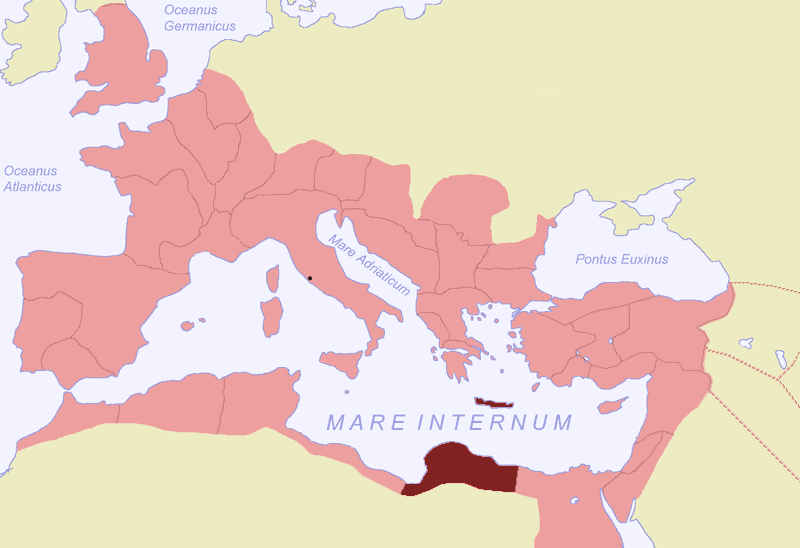 Oceanus
Germanicus
Oceanus
Atlanticus
Mare Adriaticum
Pontus Euxinus
MARE INTERNUM